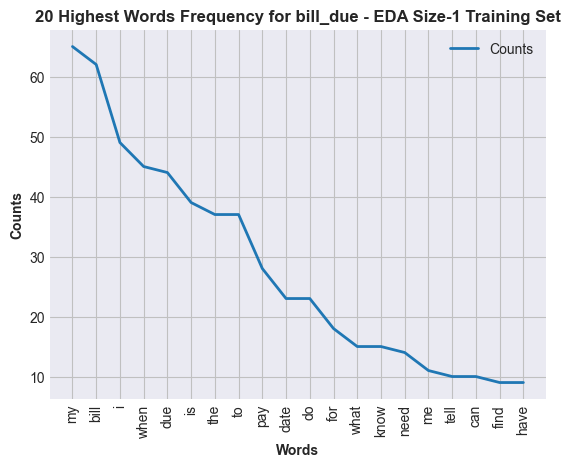 20 Highest Words Frequency for bill_due - EDA Size-1 Training Set
Counts
Counts
60
50
40
30
20
10
my
bill
i
when
due
is
the
to
pay
date
do
for
what
know
need
me
tell
can
find
have
Words